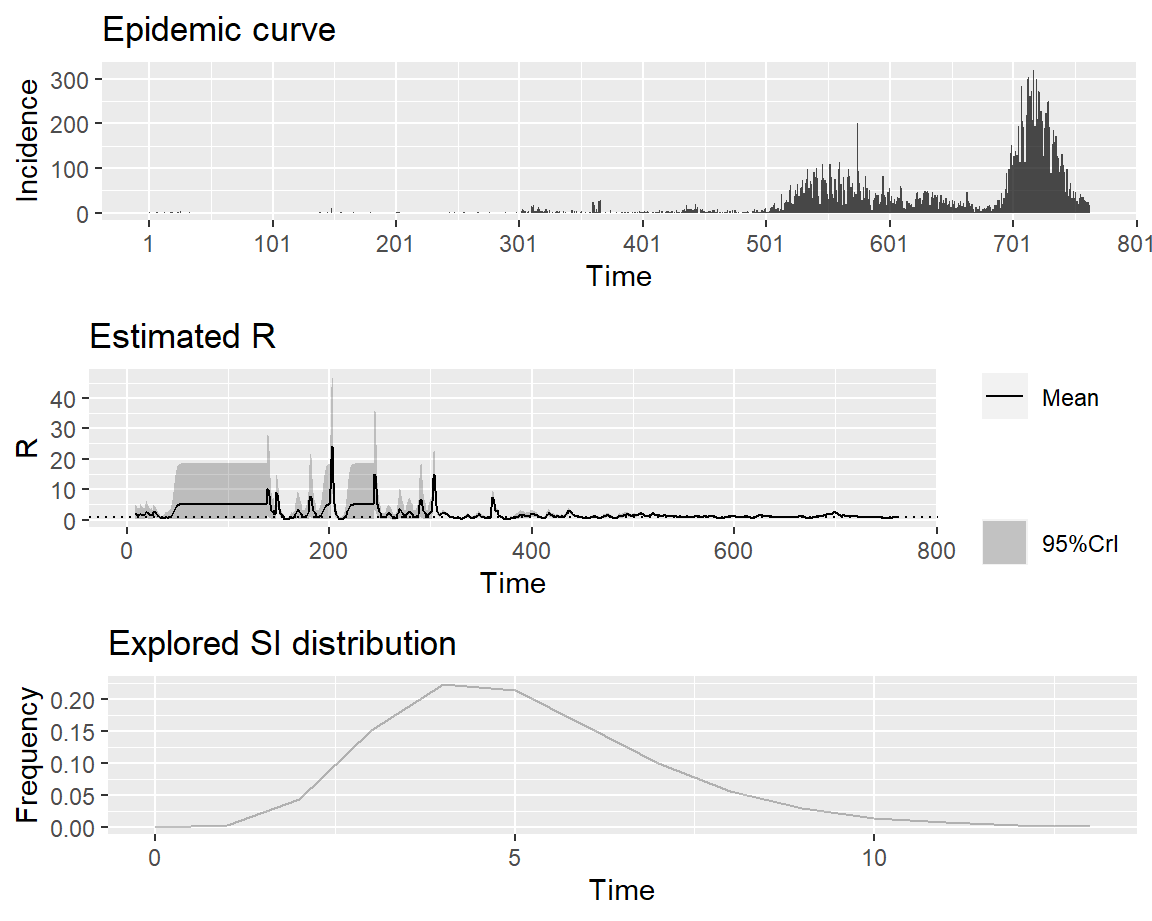 Epidemic curve
300
200
100
0
Incidence
1 101 201 301 401 501 601 701 801
Time
Estimated R
40
30
20
10
0
R
0 200 400 600 800
Time
Mean
95%CrI
Explored SI distribution
0.20
0.15
0.10
0.05
0.00
Frequency
0 5 10
Time